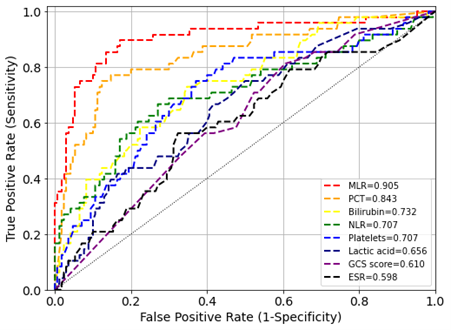 True Positive Rate (Sensitivity)
1.0
0.8
0.6
0.4
0.2
0.0
MLR=0.905
PCT=0.843
Bilirubin=0.732
NLR=0.707
Platelets=0.707
Lactic acid=0.656
GCS score=0.610
ESR=0.598
0.0 0.2 0.4 0.6 0.8 1.0
False Positive Rate (1-Specificity)